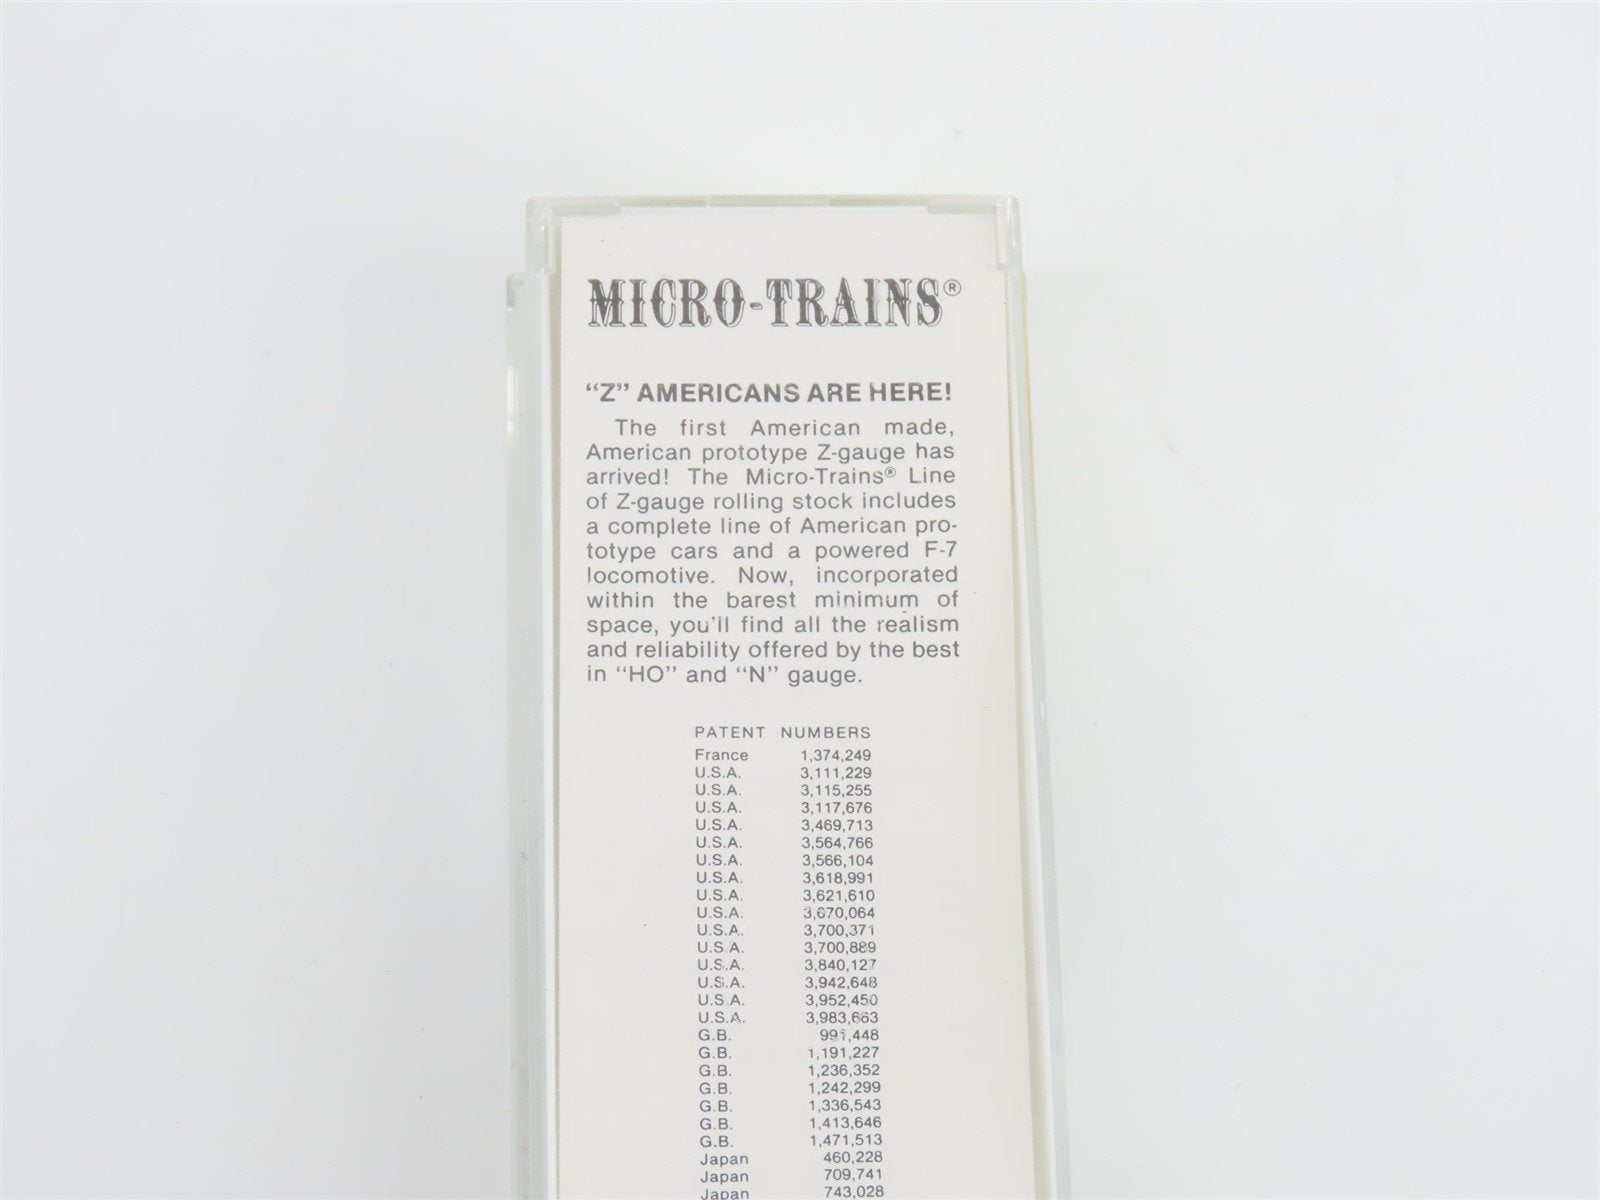 MICRO-TRAINS®
“Z” AMERICANS ARE HERE!
The first American made,
American prototype Z-gauge has
arrived! The Micro-Trains® Line
of Z-gauge rolling stock includes
a complete line of American pro-
totype cars and a powered F-7
locomotive. Now, incorporated
within the barest minimum of
space, you'll find all the realism
and reliability offered by the best
in “HO” and “N” gauge.
PATENT NUMBERS
France 1,374,249
U.S.A. 3,111,229
U.S.A. 3,115,255
U.S.A. 3,117,676
U.S.A. 3,469,713
U.S.A. 3,564,766
U.S.A. 3,566,104
U.S.A. 3,618,991
U.S.A. 3,621,610
U.S.A. 3,670,064
U.S.A. 3,700,371
U.S.A. 3,700,889
U.S.A. 3,840,127
U.S.A. 3,942,648
U.S.A. 3,952,450
U.S.A. 3,983,663
G.B. 991,448
G.B. 1,191,227
G.B. 1,236,352
G.B. 1,242,299
G.B. 1,336,543
G.B. 1,413,646
G.B. 1,471,513
Japan 460,228
Japan 709,741
Japan 743,028